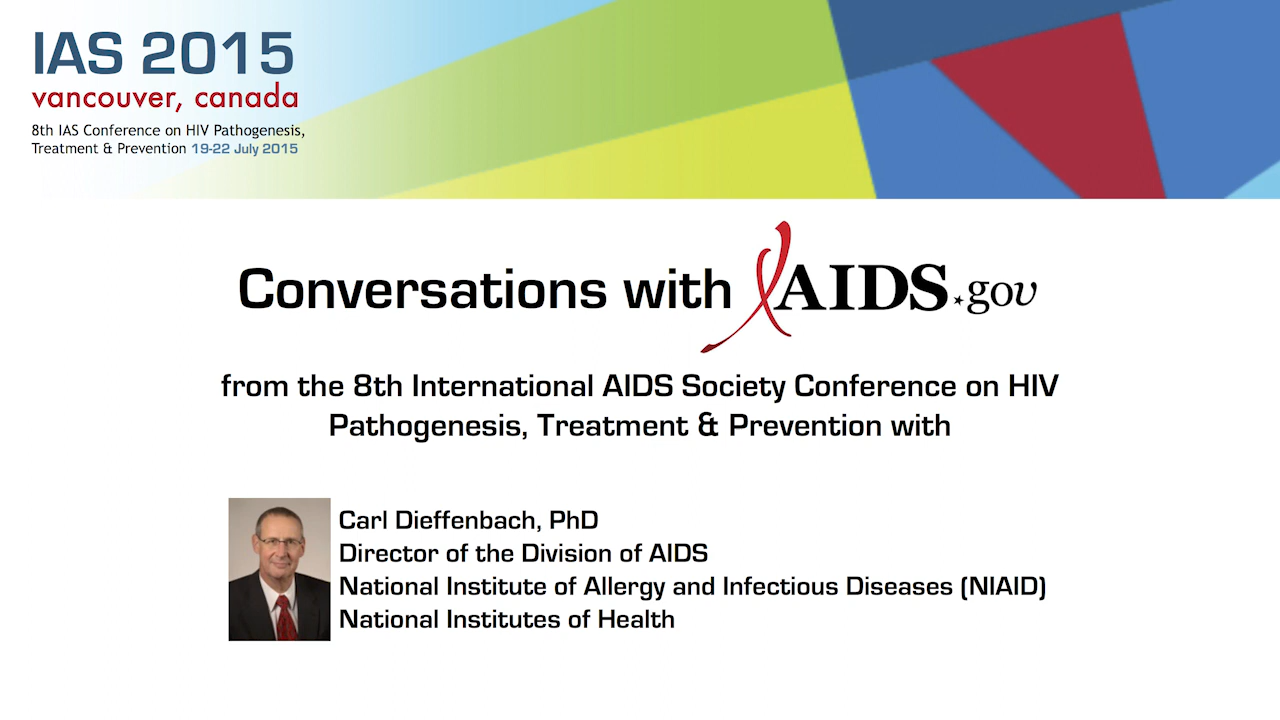 IAS 2015
vancouver, canada
8th IAS Conference on HIV Pathogenesis,
Treatment & Prevention 19-22 July 2015
Conversations with AIDS.gov
from the 8th International AIDS Society Conference on HIV
Pathogenesis, Treatment & Prevention with
Carl Dieffenbach, PhD
Director of the Division of AIDS
National Institute of Allergy and Infectious Diseases (NIAID)
National Institutes of Health